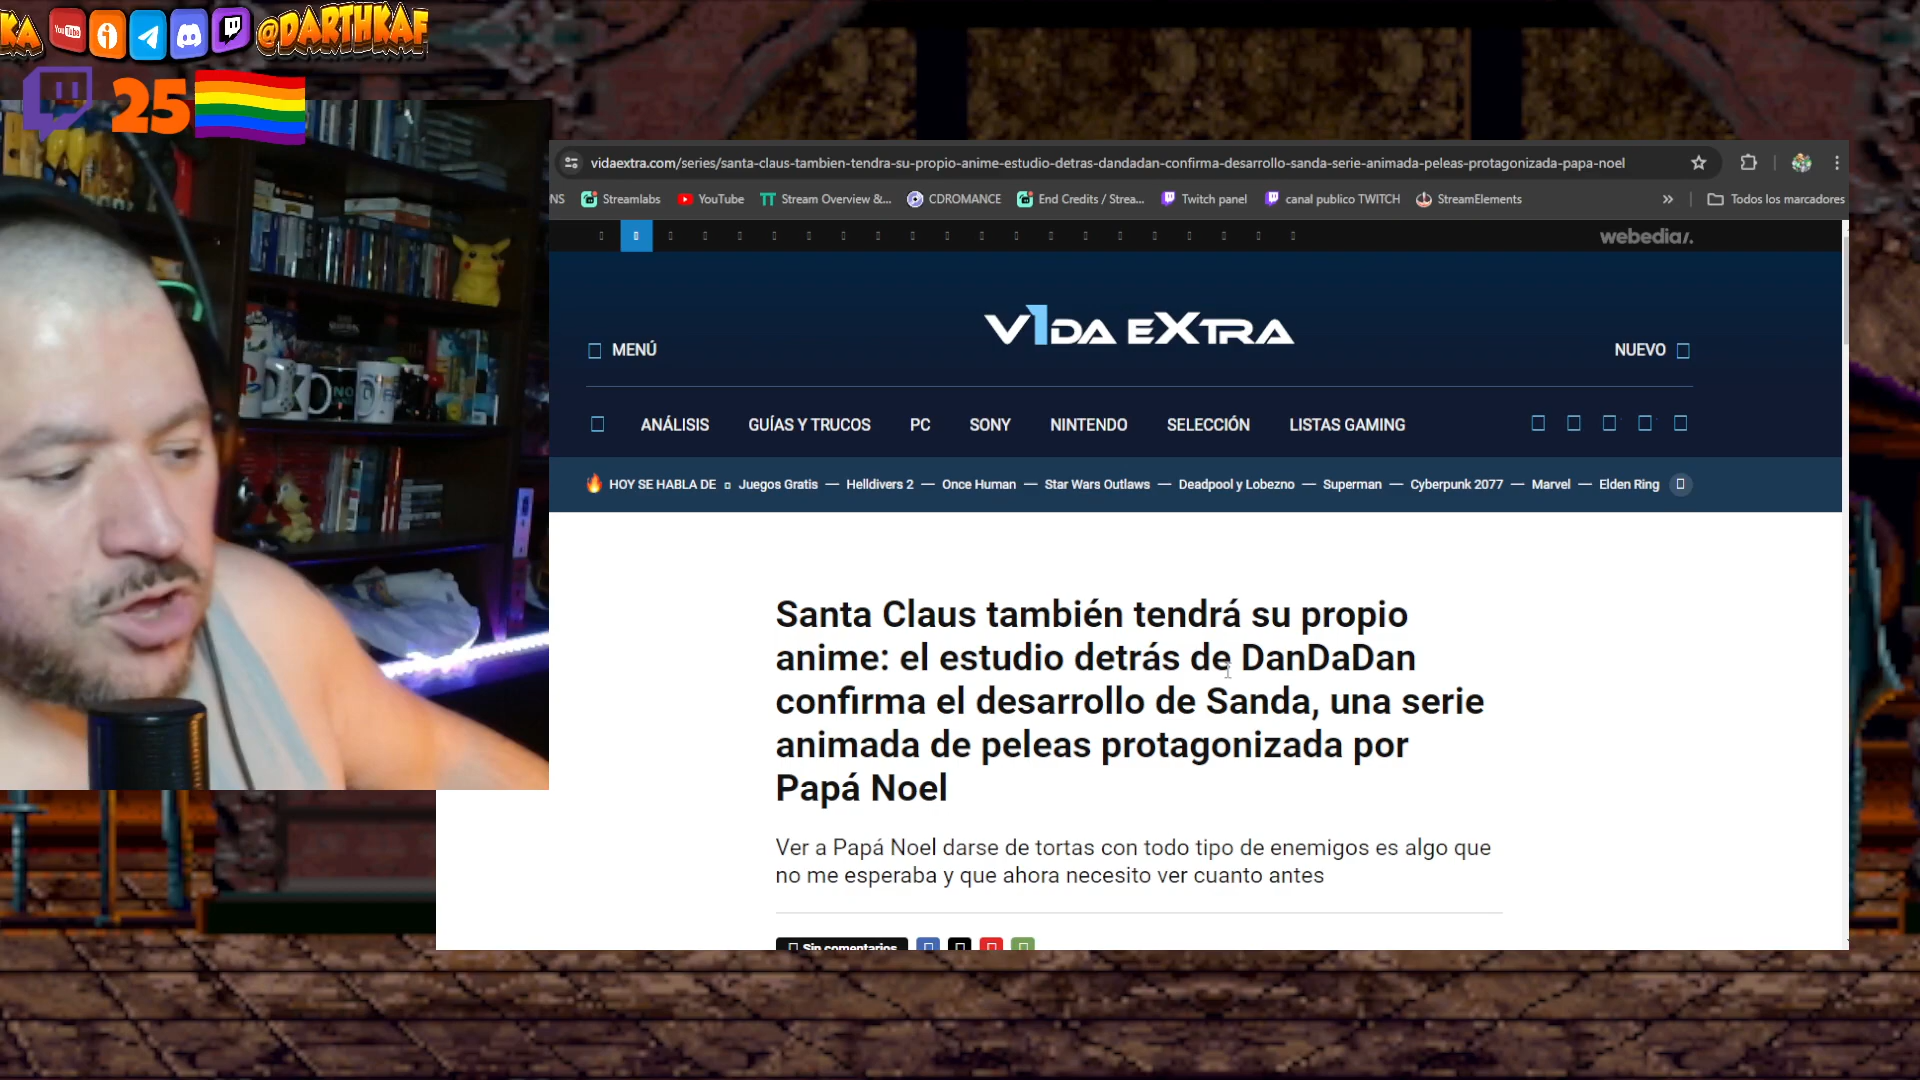 KA
YouTube
@DARTHKAF
25
vidaextra.com/series/santa-claus-tambien-tendra-su-propio-anime-estudio-detras-dandadan-confirma-desarrollo-sanda-serie-animada-peleas-protagonizada-papa-noel
NS Streamlabs YouTube Stream Overview &... CDROMANCE End Credits / Strea... Twitch panel canal publico TWITCH StreamElements » Todos los marcadores
webedia/.
VIDA EXTRA
MENÚ
NUEVO
ANÁLISIS GUÍAS Y TRUCOS PC SONY NINTENDO SELECCIÓN LISTAS GAMING
HOY SE HABLA DE Juegos Gratis — Helldivers 2 — Once Human — Star Wars Outlaws — Deadpool y Lobezno — Superman — Cyberpunk 2077 — Marvel — Elden Ring
Santa Claus también tendrá su propio
anime: el estudio detrás de DanDaDan
confirma el desarrollo de Sanda, una serie
animada de peleas protagonizada por
Papá Noel
Ver a Papá Noel darse de tortas con todo tipo de enemigos es algo que
no me esperaba y que ahora necesito ver cuanto antes
Sin comentarios